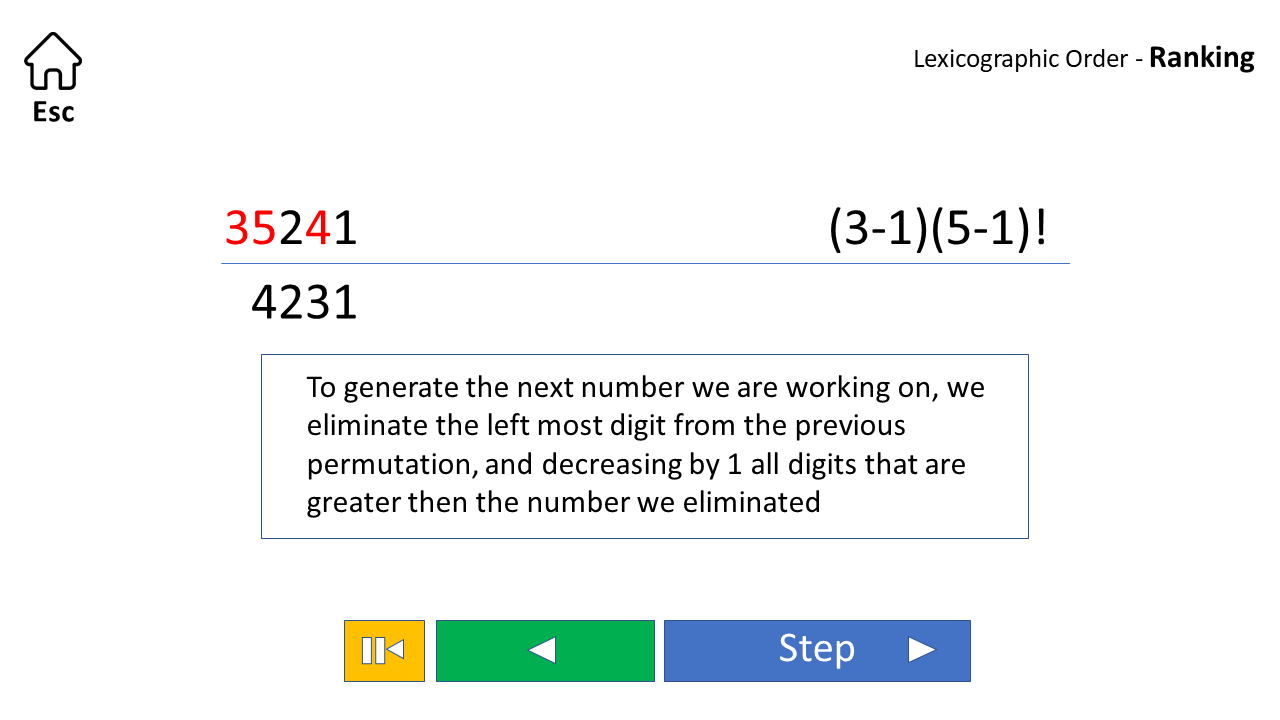 Lexicographic Order - Ranking
Esc
35241 (3-1)(5-1)!
4231
To generate the next number we are working on, we
eliminate the left most digit from the previous
permutation, and decreasing by 1 all digits that are
greater then the number we eliminated
Step